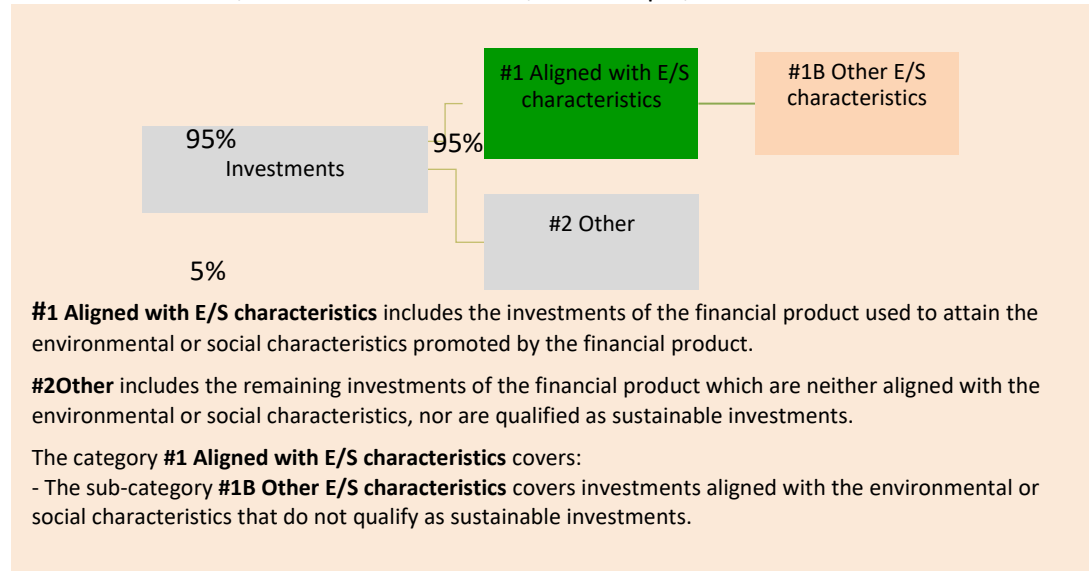 #1 Aligned with E/S
characteristics
#1B Other E/S
characteristics
95%
95%
Investments
#2 Other
5%
#1 Aligned with E/S characteristics includes the investments of the financial product used to attain the
environmental or social characteristics promoted by the financial product.
#2Other includes the remaining investments of the financial product which are neither aligned with the
environmental or social characteristics, nor are qualified as sustainable investments.
The category #1 Aligned with E/S characteristics covers:
- The sub-category #1B Other E/S characteristics covers investments aligned with the environmental or
social characteristics that do not qualify as sustainable investments.